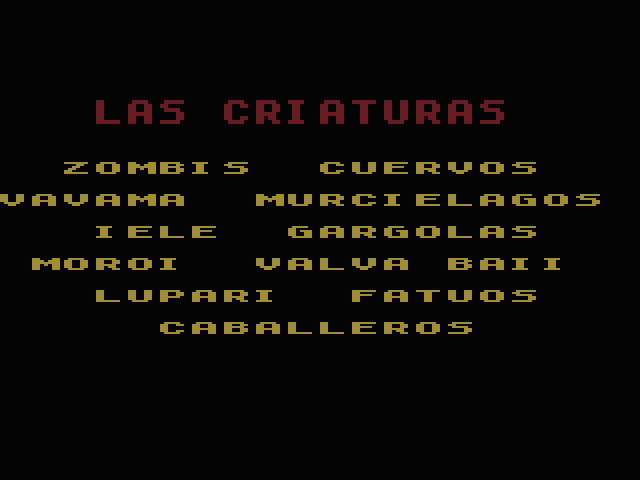 LAS CRIATURAS
ZOMBIS CUERVOS
VAVAMA MURCIELAGOS
IELE GARGOLAS
MOROI VALVA BAII
LUPARI FATUOS
CABALLEROS